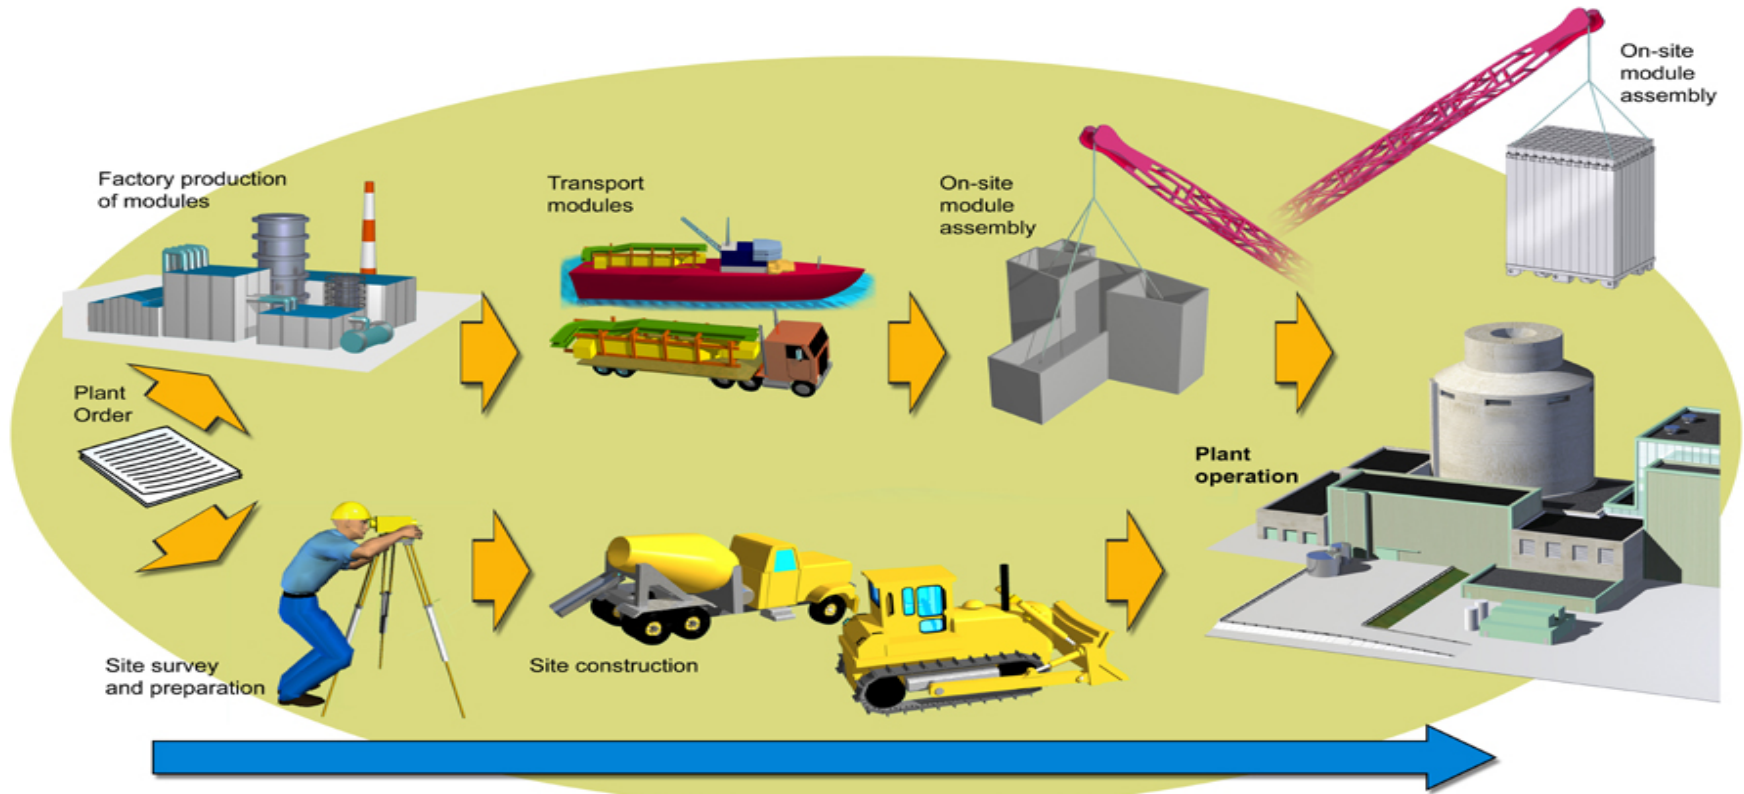 On-site
module
assembly
Factory production
of modules
Transport
modules
On-site
module
assembly
Plant
Order
Plant
operation
Site survey
and preparation
Site construction